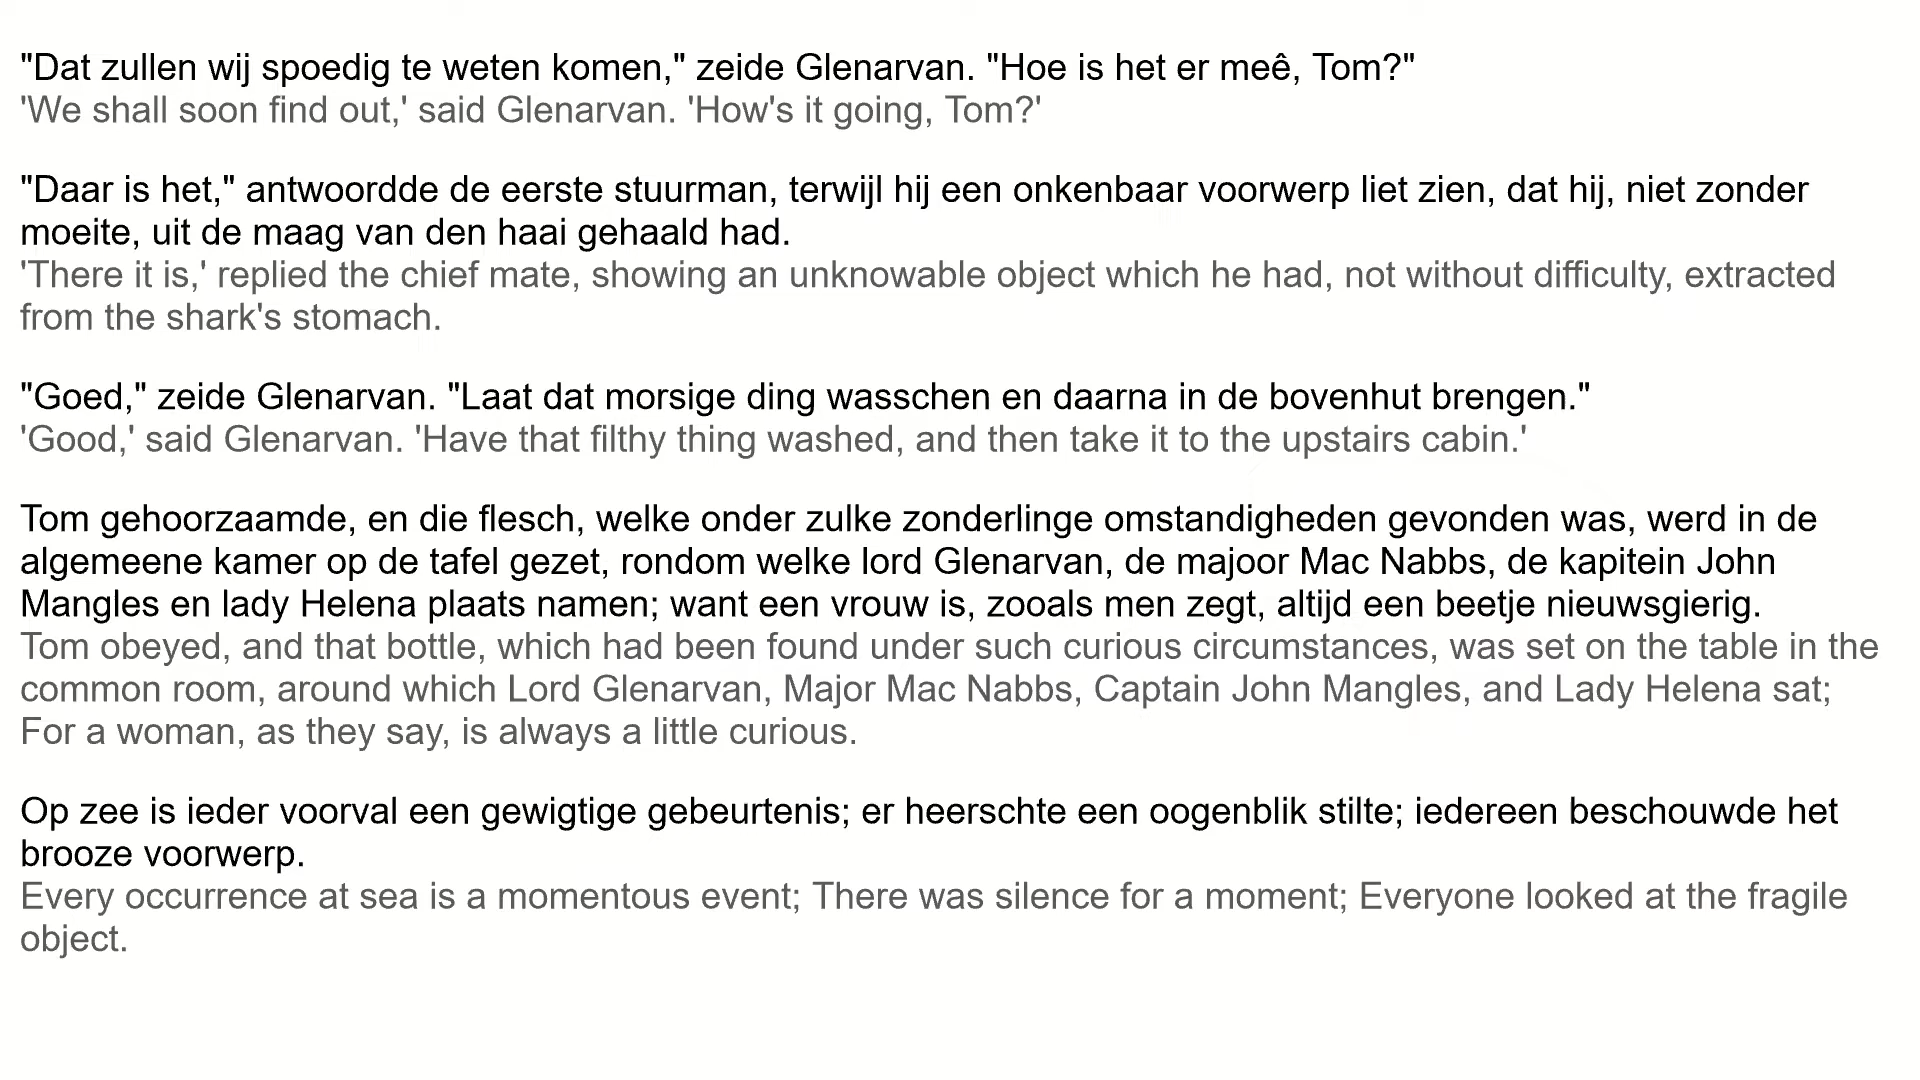 "Dat zullen wij spoedig te weten komen," zeide Glenarvan. "Hoe is het er meê, Tom?"
'We shall soon find out,' said Glenarvan. 'How's it going, Tom?'
"Daar is het," antwoordde de eerste stuurman, terwijl hij een onkenbaar voorwerp liet zien, dat hij, niet zonder
moeite, uit de maag van den haai gehaald had.
'There it is,' replied the chief mate, showing an unknowable object which he had, not without difficulty, extracted
from the shark's stomach.
"Goed," zeide Glenarvan. "Laat dat morsige ding wasschen en daarna in de bovenhut brengen."
'Good,' said Glenarvan. 'Have that filthy thing washed, and then take it to the upstairs cabin.'
Tom gehoorzaamde, en die flesch, welke onder zulke zonderlinge omstandigheden gevonden was, werd in de
algemeene kamer op de tafel gezet, rondom welke lord Glenarvan, de majoor Mac Nabbs, de kapitein John
Mangles en lady Helena plaats namen; want een vrouw is, zooals men zegt, altijd een beetje nieuwsgierig.
Tom obeyed, and that bottle, which had been found under such curious circumstances, was set on the table in the
common room, around which Lord Glenarvan, Major Mac Nabbs, Captain John Mangles, and Lady Helena sat;
For a woman, as they say, is always a little curious.
Op zee is ieder voorval een gewigtige gebeurtenis; er heerschte een oogenblik stilte; iedereen beschouwde het
brooze voorwerp.
Every occurrence at sea is a momentous event; There was silence for a moment; Everyone looked at the fragile
object.